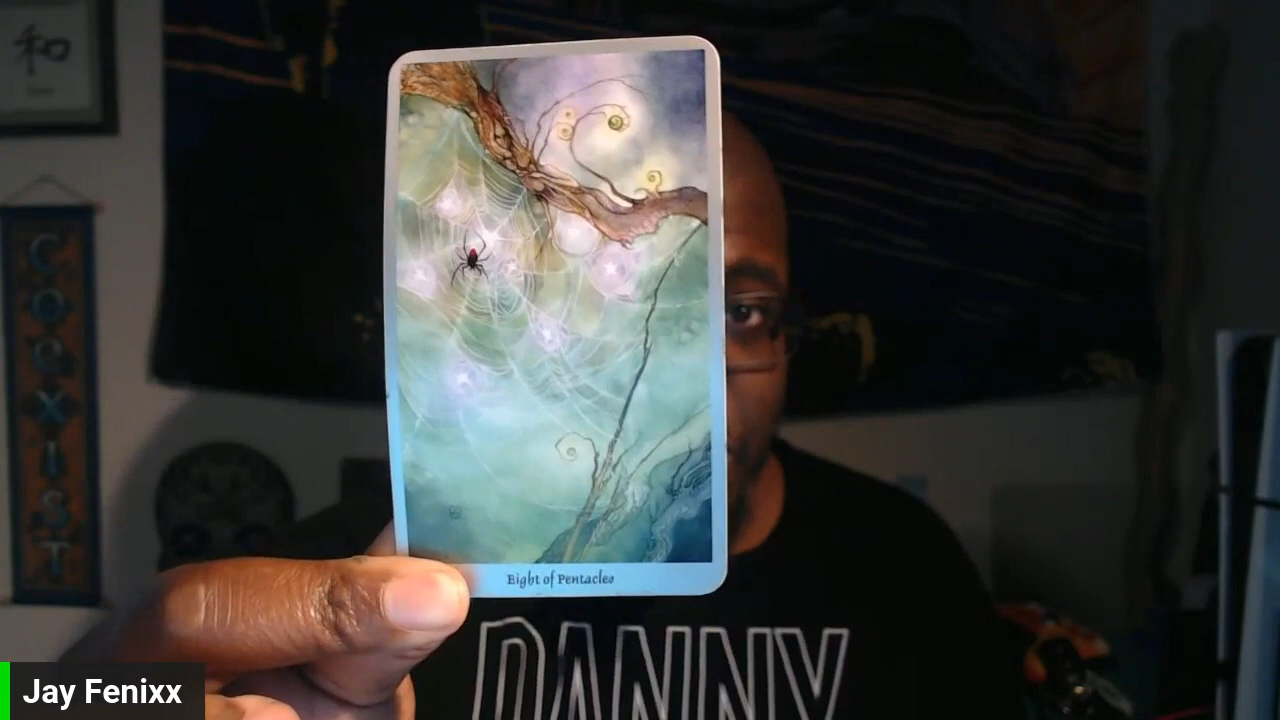 和
COEXIST
Eight of Pentacles
DANNY
Jay Fenixx